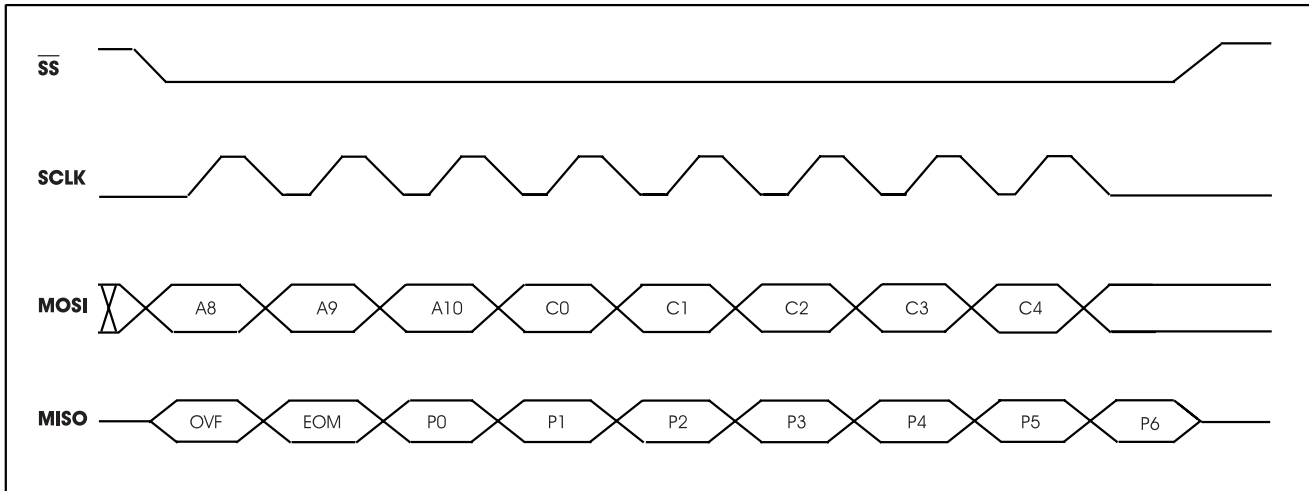 SS
SCLK
MOSI A8 A9 A10 C0 C1 C2 C3 C4
MISO OVF EOM P0 P1 P2 P3 P4 P5 P6